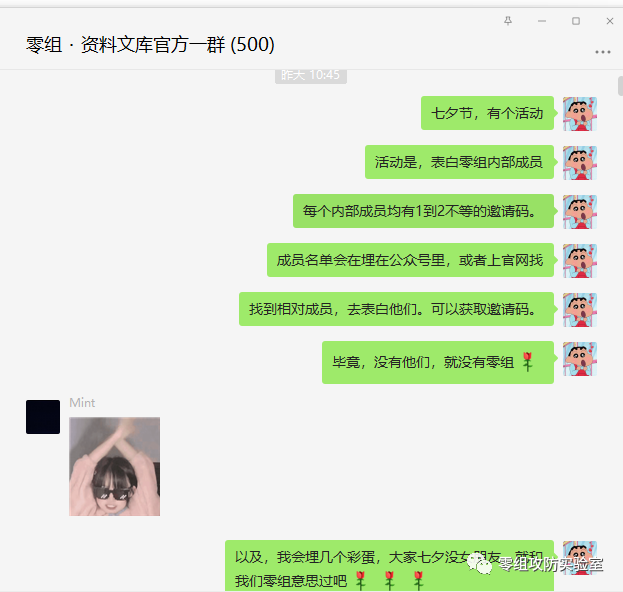 零组·资料文库官方一群 (500)
昨天 10:45
七夕节，有个活动
活动是，表白零组内部成员
每个内部成员均有1到2不等的邀请码。
成员名单会在埋在公众号里，或者上官网找
找到相对成员，去表白他们。可以获取邀请码。
毕竟，没有他们，就没有零组🌹
Mint
以及，我会埋几个彩蛋，大家七夕没女朋友，就和
我们零组意思过吧🌹🌹🌹
零组攻防实验室